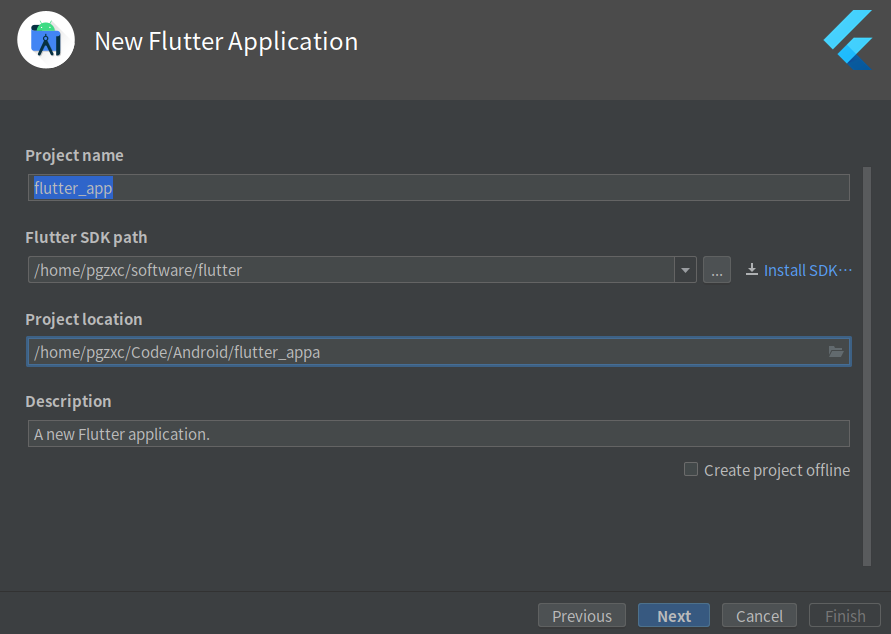 New Flutter Application
Project name
flutter_app
Flutter SDK path
/home/pgzxc/software/flutter
...
Install SDK···
Project location
/home/pgzxc/Code/Android/flutter_appa
Description
A new Flutter application.
Create project offline
Previous
Next
Cancel
Finish